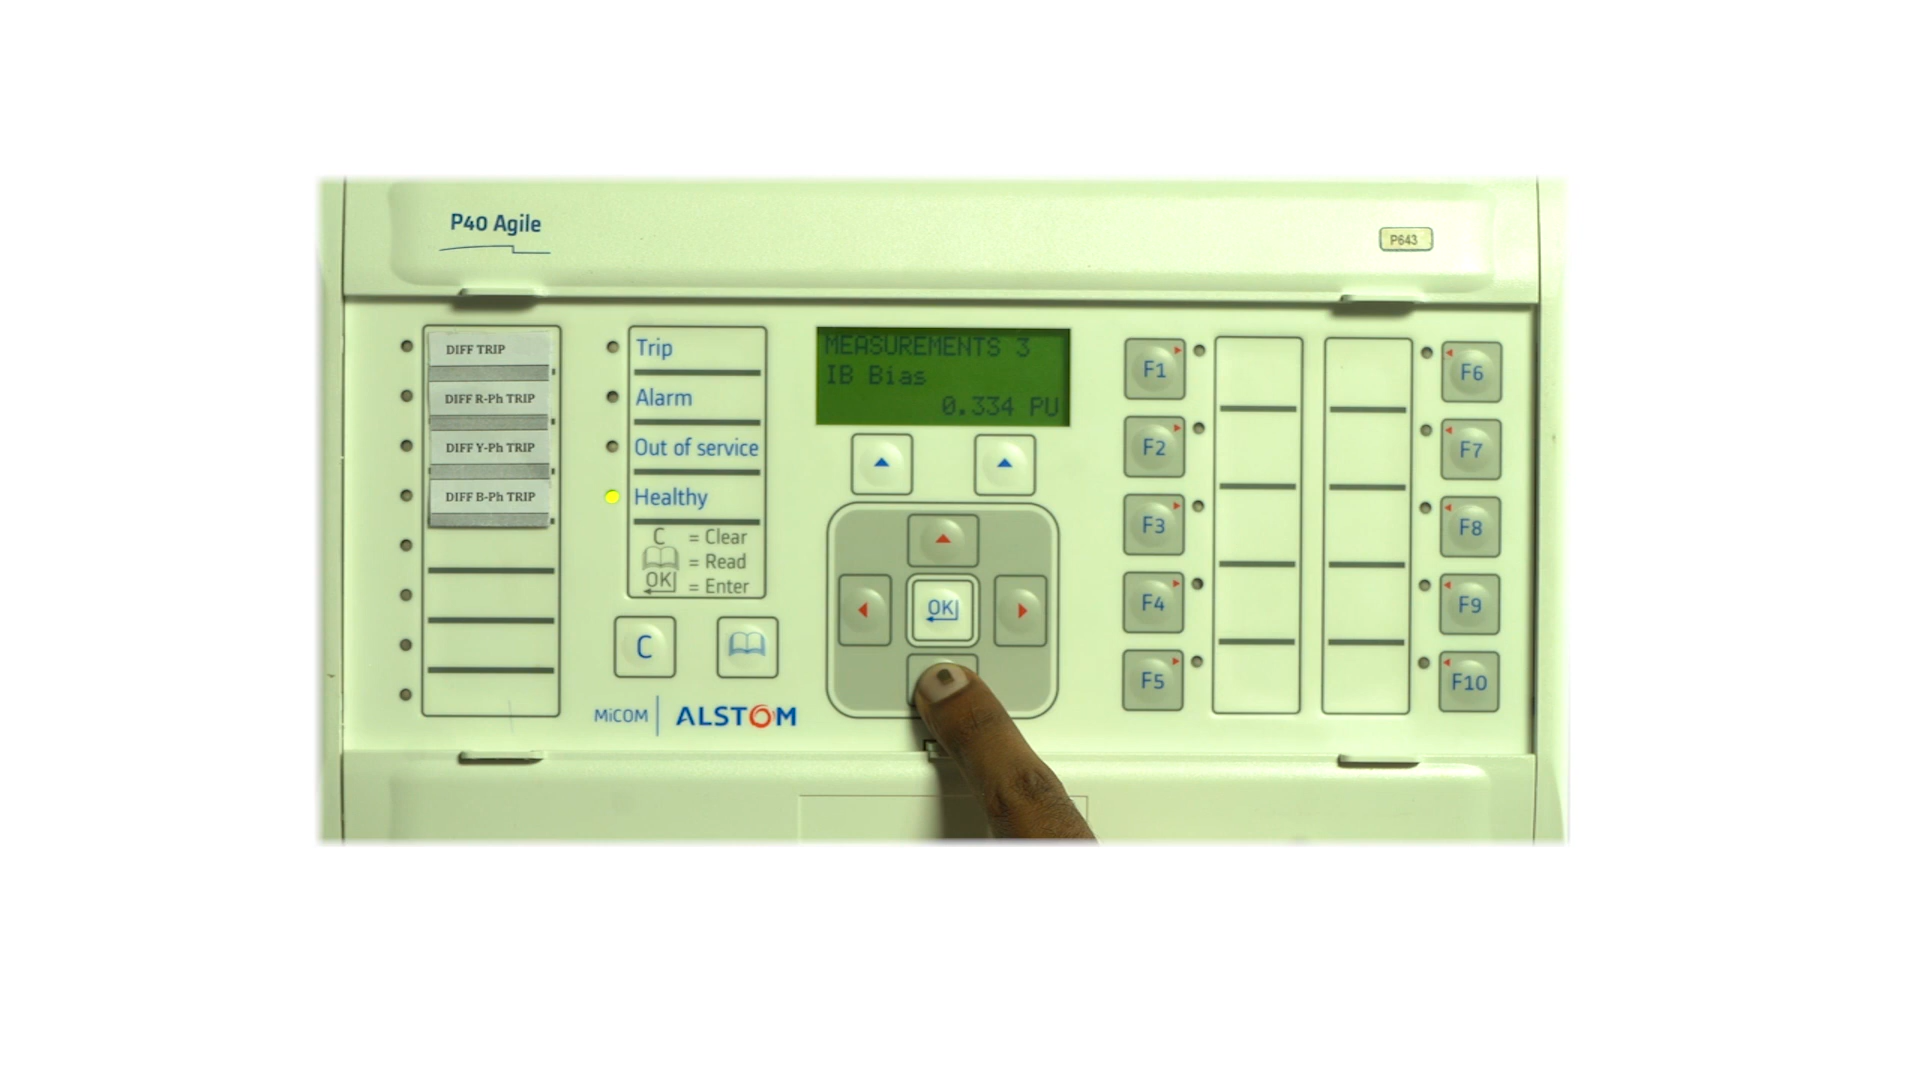 P40 Agile
P643
DIFF TRIP
DIFF R-Ph TRIP
DIFF Y-Ph TRIP
DIFF B-Ph TRIP
Trip
Alarm
Out of service
Healthy
C = Clear
= Read
OK = Enter
C
MiCOM ALSTOM
MEASUREMENTS 3
IB Bias
0.334 PU
OK
F1
F2
F3
F4
F5
F6
F7
F8
F9
F10